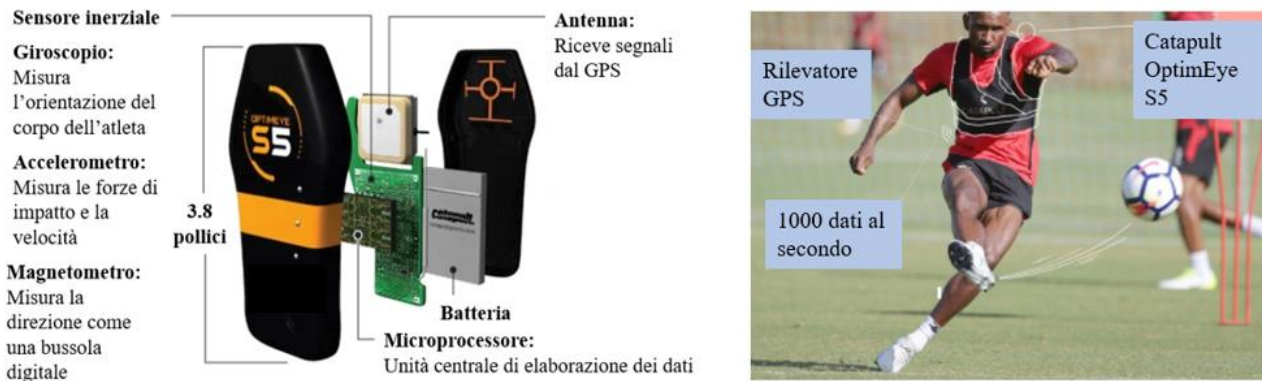 Sensore inerziale
Giroscopio:
Misura
l'orientazione del
corpo dell'atleta
Accelerometro:
Misura le forze di
impatto e la
velocità
Magnetometro:
Misura la
direzione come
una bussola
digitale
3.8
pollici
OPTIMEYE
S5
Antenna:
Riceve segnali
dal GPS
catapult
Batteria
Microprocessore:
Unità centrale di elaborazione dei dati
Rilevatore
GPS
Catapult
OptimEye
S5
1000 dati al
secondo